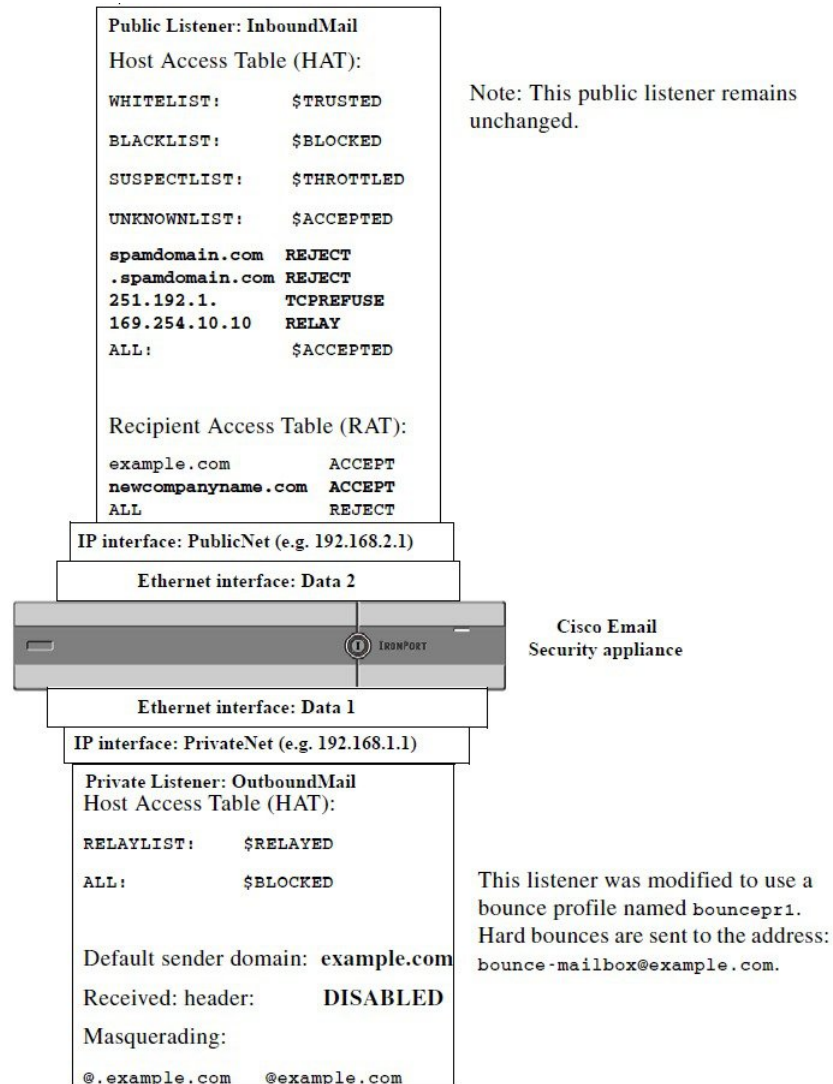 Public Listener: InboundMail
Host Access Table (HAT):
WHITELIST: $TRUSTED
BLACKLIST: $BLOCKED
SUSPECTLIST: $THROTTLED
UNKNOWNLIST: $ACCEPTED
spamdomain.com REJECT
.spamdomain.com REJECT
251.192.1. TCPREFUSE
169.254.10.10 RELAY
ALL: $ACCEPTED
Recipient Access Table (RAT):
example.com ACCEPT
newcompanyname.com ACCEPT
ALL REJECT
Note: This public listener remains
unchanged.
IP interface: PublicNet (e.g. 192.168.2.1)
Ethernet interface: Data 2
IRONPORT
Cisco Email
Security appliance
Ethernet interface: Data 1
IP interface: PrivateNet (e.g. 192.168.1.1)
Private Listener: OutboundMail
Host Access Table (HAT):
RELAYLIST: $RELAYED
ALL: $BLOCKED
Default sender domain: example.com
Received: header: DISABLED
Masquerading:
@.example.com @example.com
This listener was modified to use a
bounce profile named bouncepr1.
Hard bounces are sent to the address:
bounce-mailbox@example.com.